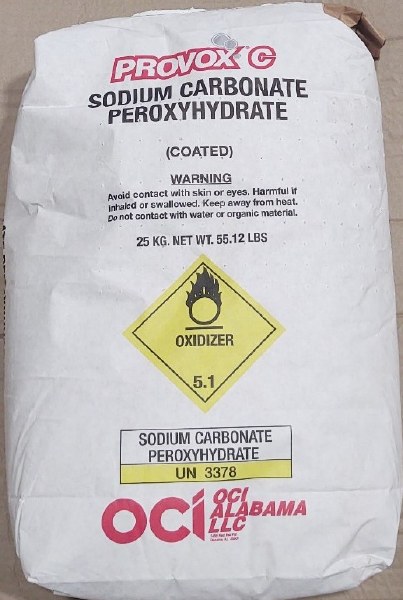 PROVOX C
SODIUM CARBONATE
PEROXYHYDRATE
(COATED)
WARNING
Avoid contact with skin or eyes. Harmful if
inhaled or swallowed. Keep away from heat.
Do not contact with water or organic material.
25 KG. NET WT. 55.12 LBS
OXIDIZER
5.1
SODIUM CARBONATE
PEROXYHYDRATE
UN 3378
OCI
OCI
ALABAMA
LLC